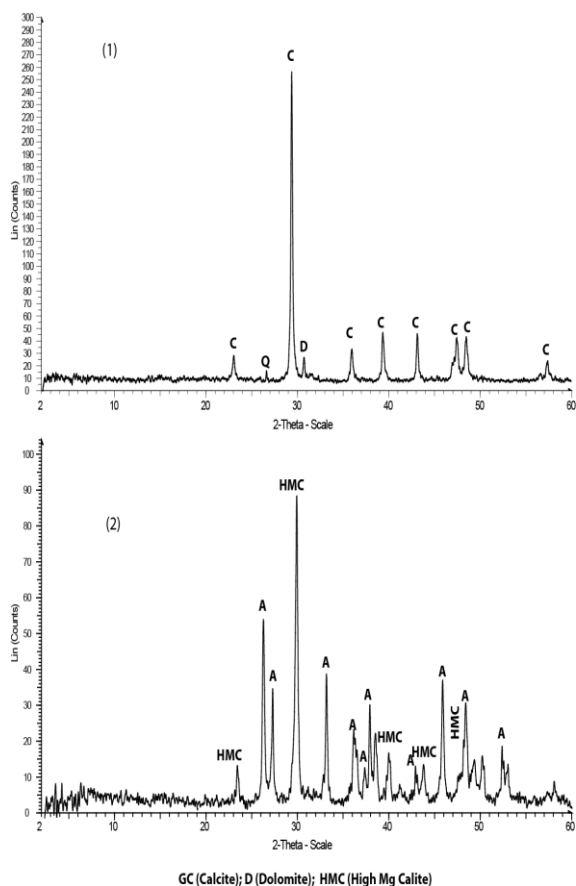 300
290
280
270
260
250
240
230
220
210
200
190
180
170
160
150
140
130
120
110
100
90
80
70
60
50
40
30
20
10
0
Lin (Counts)
(1)
C
C
Q
D
C
C
C
C
C
C
2 10 20 30 40 50 60
2-Theta - Scale
100
90
80
70
60
50
40
30
20
10
0
Lin (Counts)
(2)
HMC
A
A
HMC
A
A
A
A
HMC
A
HMC
A
HMC
A
A
2 10 20 30 40 50 60
2-Theta - Scale
GC (Calcite); D (Dolomite); HMC (High Mg Calite)